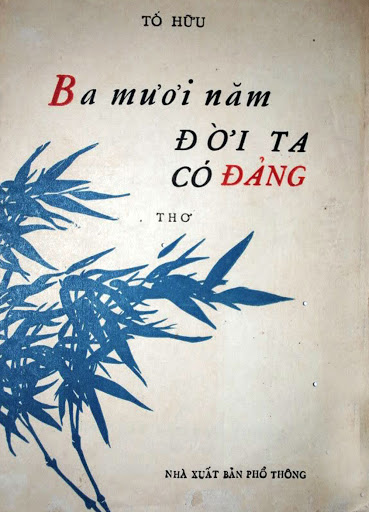 TỐ HỮU
Ba mươi năm
ĐỜI TA
CÓ ĐẢNG
THƠ
NHÀ XUẤT BẢN PHỔ THÔNG